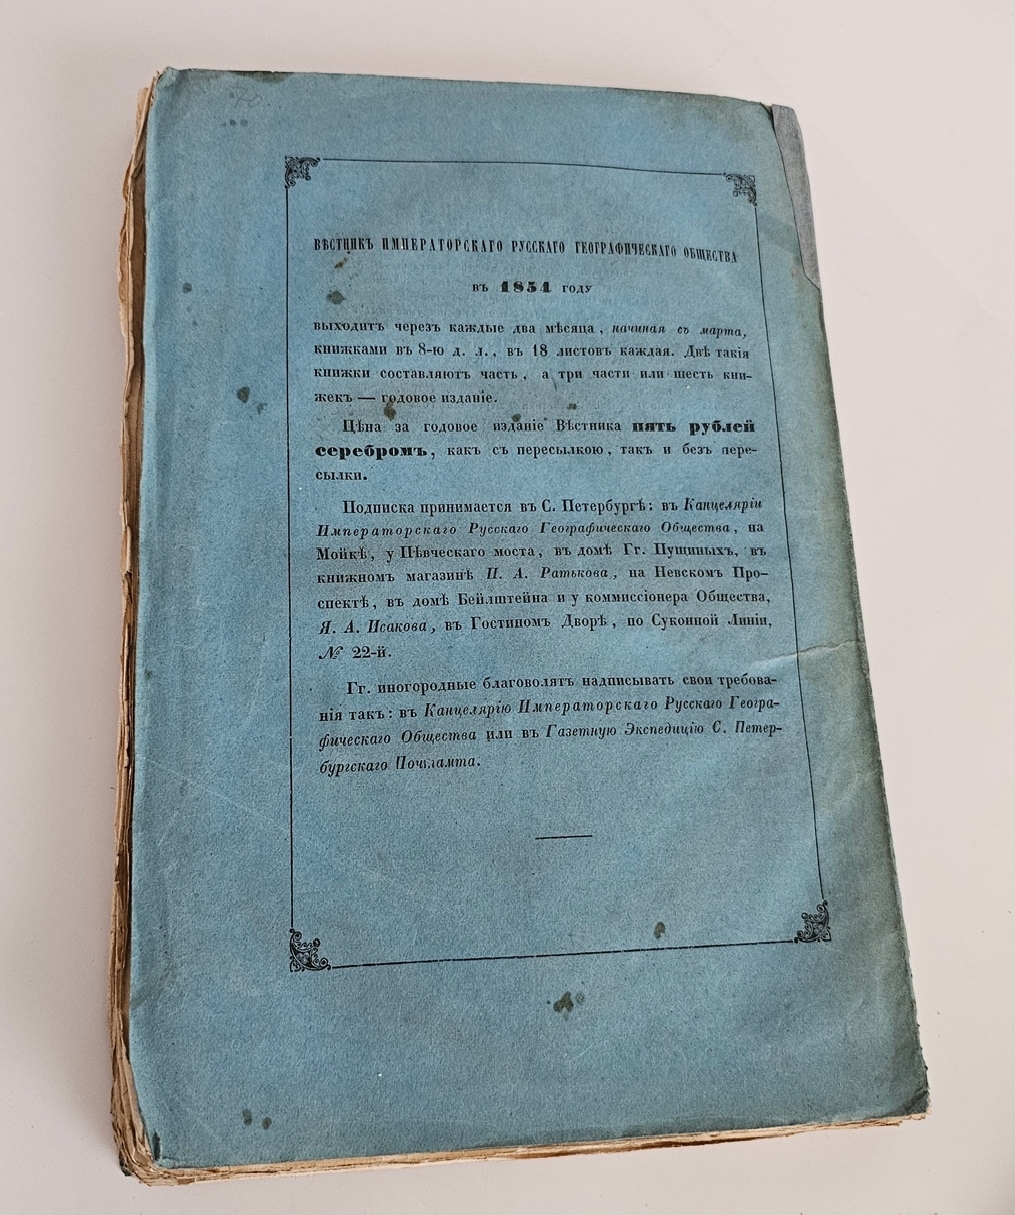 ВѢСТНИКЪ ИМПЕРАТОРСКАГО РУССКАГО ГЕОГРАФИЧЕСКАГО ОБЩЕСТВА
въ 1851 году
выходитъ черезъ каждые два мѣсяца, начиная съ марта,
книжками въ 8-ю д. л., въ 18 листовъ каждая. Двѣ такія
книжки составляютъ часть, а три части или шесть кни-
жекъ — годовое изданіе.
Цѣна за годовое изданіе Вѣстника пять рублей
серебромъ, какъ съ пересылкою, такъ и безъ пере-
сылки.
Подписка принимается въ С. Петербургѣ: въ Канцеляріи
Императорскаго Русскаго Географическаго Общества, на
Мойкѣ, у Пѣвческаго моста, въ домѣ Гг. Пущиныхъ, въ
книжномъ магазинѣ П. А. Ратькова, на Невскомъ Про-
спектѣ, въ домѣ Бейлштейна и у коммиссіонера Общества,
Я. А. Исакова, въ Гостиномъ Дворѣ, по Суконной Линіи,
№ 22-й.
Гг. иногородные благоволятъ надписывать свои требова-
нія такъ: въ Канцелярію Императорскаго Русскаго Геогра-
фическаго Общества или въ Газетную Экспедицію С. Петер-
бургскаго Почтамта.